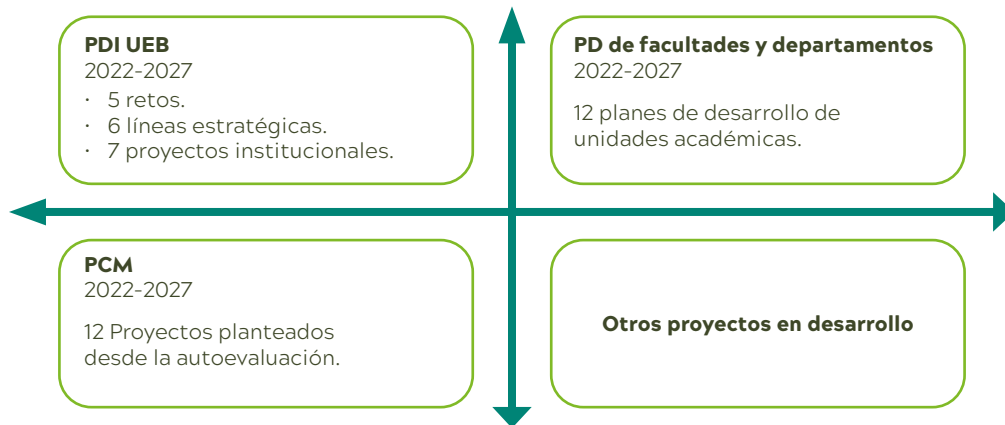 PDI UEB
2022-2027
· 5 retos.
· 6 líneas estratégicas.
· 7 proyectos institucionales.
PD de facultades y departamentos
2022-2027
12 planes de desarrollo de
unidades académicas.
PCM
2022-2027
12 Proyectos planteados
desde la autoevaluación.
Otros proyectos en desarrollo